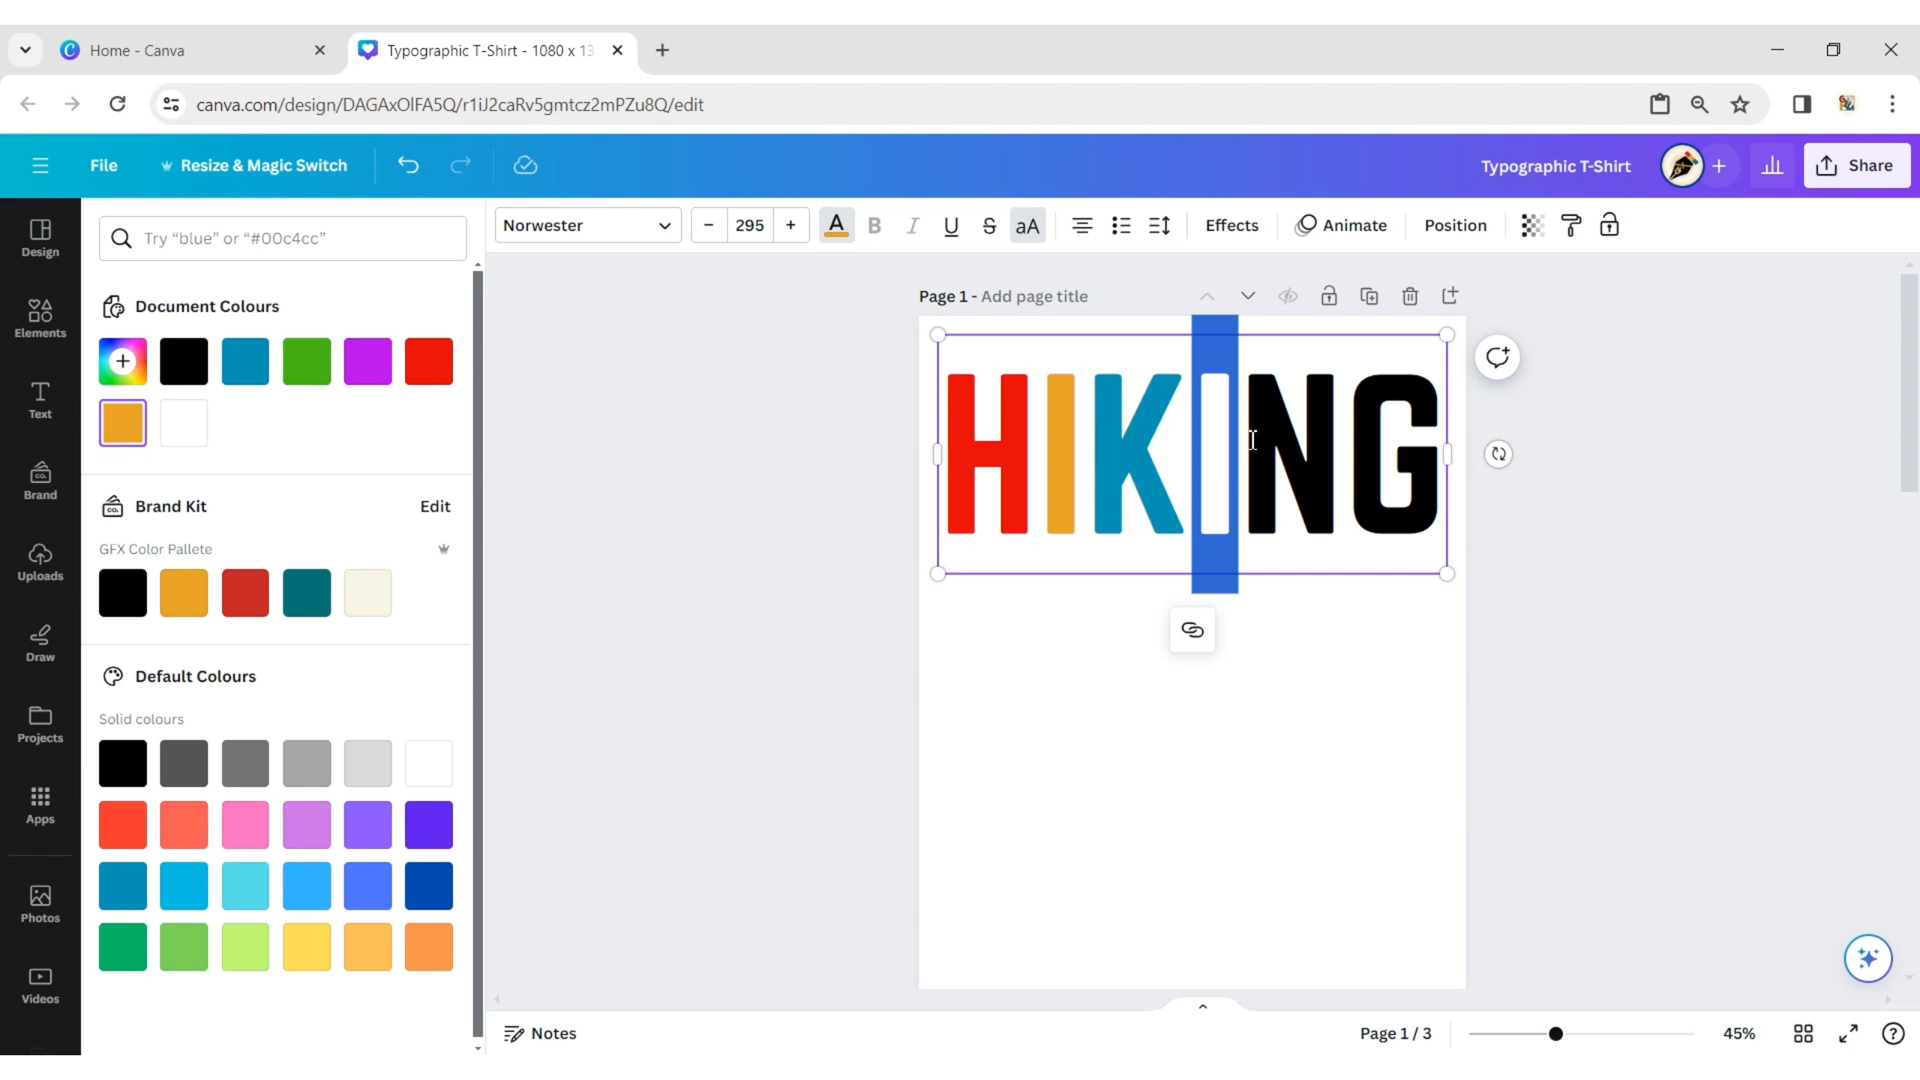 Home - Canva
Typographic T-Shirt - 1080 x 13
canva.com/design/DAGAxOlFA5Q/r1iJ2caRv5gmtcz2mPZu8Q/edit
File
Resize & Magic Switch
Typographic T-Shirt
Share
Design
Elements
Text
Brand
Uploads
Draw
Projects
Apps
Photos
Videos
Try “blue” or “#00c4cc”
Document Colours
Brand Kit
Edit
GFX Color Pallete
Default Colours
Solid colours
Norwester
295
A
B
I
U
S
aA
Effects
Animate
Position
Page 1 - Add page title
HIKING
Notes
Page 1 / 3
45%